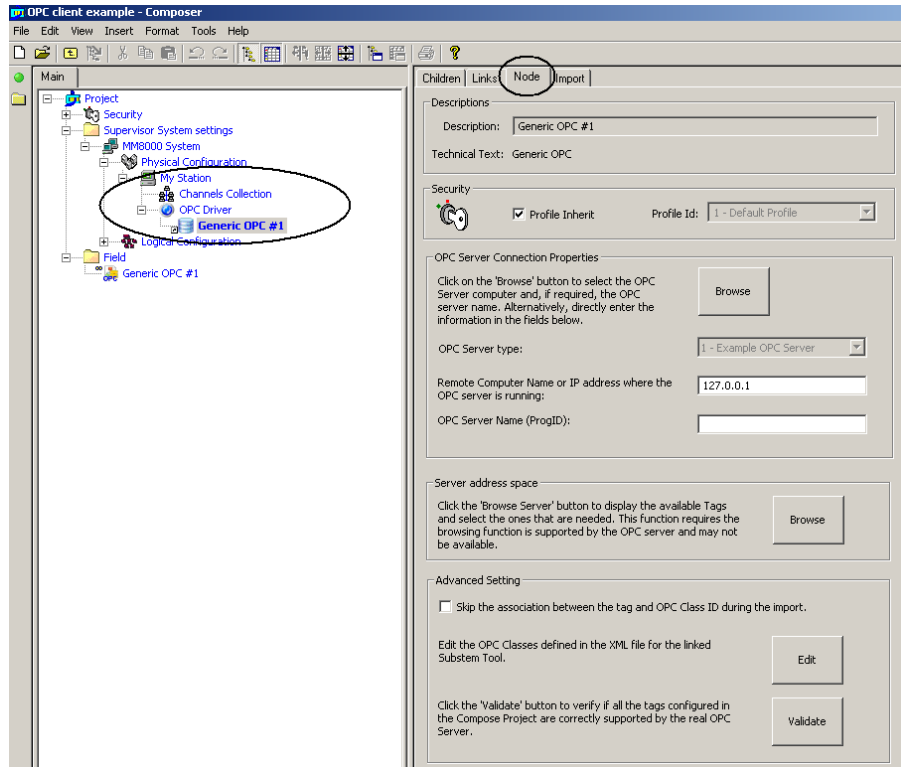 OPC client example - Composer
File Edit View Insert Format Tools Help
Main
Project
Security
Supervisor System settings
MM8000 System
Physical Configuration
My Station
Channels Collection
OPC Driver
Generic OPC #1
Logical Configuration
Field
Generic OPC #1
Children Links Node Import
Descriptions
Description: Generic OPC #1
Technical Text: Generic OPC
Security
Profile Inherit Profile Id: 1 - Default Profile
OPC Server Connection Properties
Click on the 'Browse' button to select the OPC
Server computer and, if required, the OPC
server name. Alternatively, directly enter the
information in the fields below.
Browse
OPC Server type: 1 - Example OPC Server
Remote Computer Name or IP address where the
OPC server is running:
127.0.0.1
OPC Server Name (ProgID):
Server address space
Click the 'Browse Server' button to display the available Tags
and select the ones that are needed. This function requires the
browsing function is supported by the OPC server and may not
be available.
Browse
Advanced Setting
Skip the association between the tag and OPC Class ID during the import.
Edit the OPC Classes defined in the XML file for the linked
Substem Tool.
Edit
Click the 'Validate' button to verify if all the tags configured in
the Compose Project are correctly supported by the real OPC
Server.
Validate